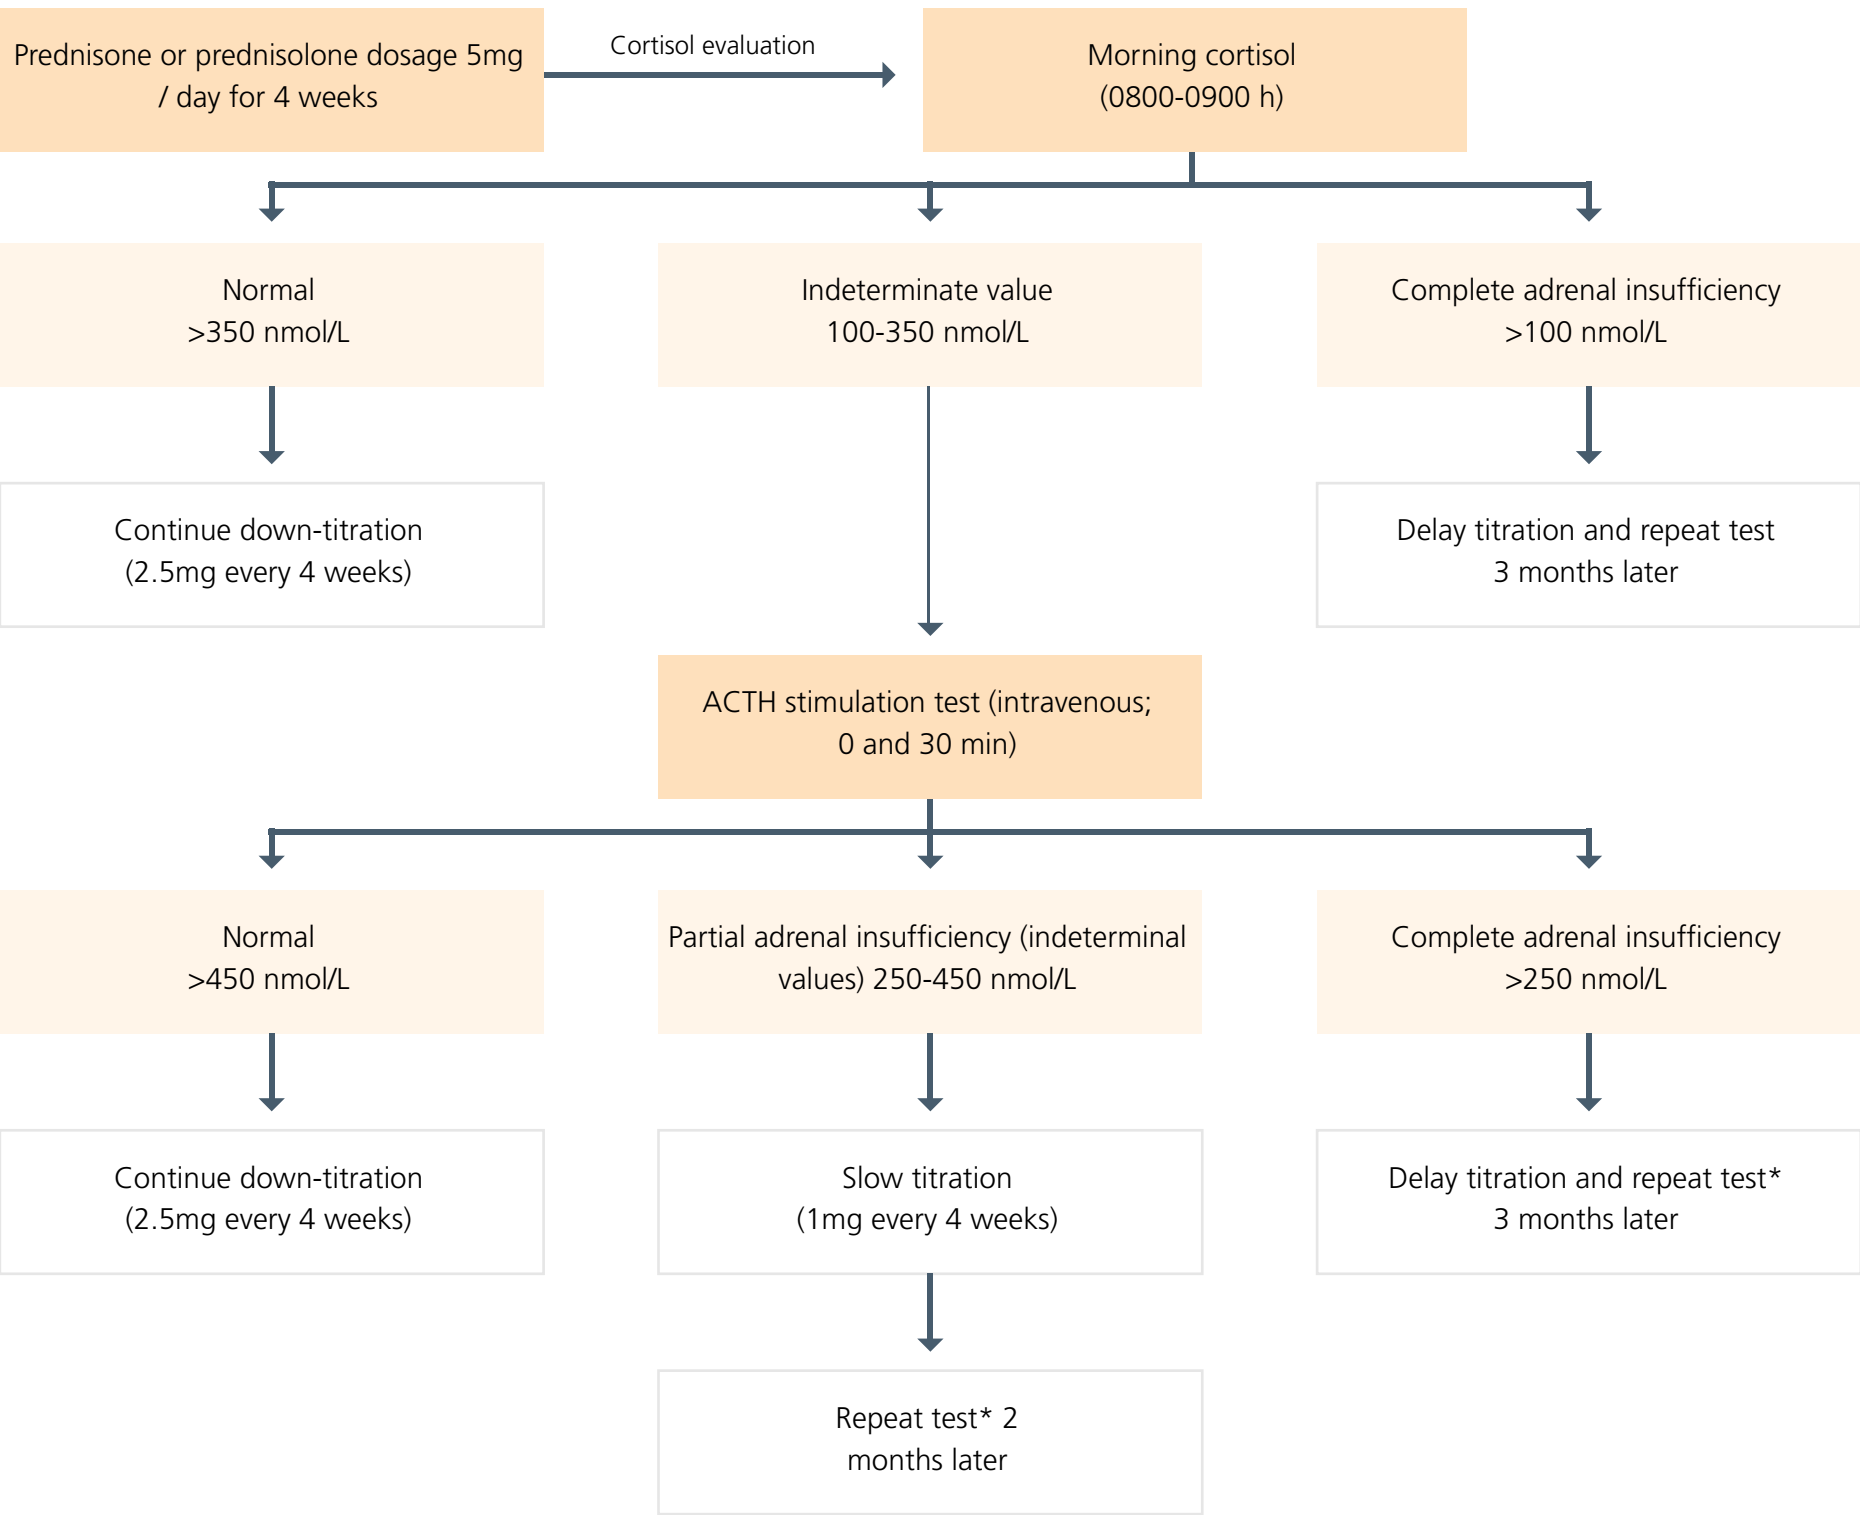 Prednisone or prednisolone dosage 5mg
/ day for 4 weeks
Cortisol evaluation
Morning cortisol
(0800-0900 h)
Normal
>350 nmol/L
Indeterminate value
100-350 nmol/L
Complete adrenal insufficiency
>100 nmol/L
Continue down-titration
(2.5mg every 4 weeks)
Delay titration and repeat test
3 months later
ACTH stimulation test (intravenous;
0 and 30 min)
Normal
>450 nmol/L
Partial adrenal insufficiency (indeterminal
values) 250-450 nmol/L
Complete adrenal insufficiency
>250 nmol/L
Continue down-titration
(2.5mg every 4 weeks)
Slow titration
(1mg every 4 weeks)
Delay titration and repeat test*
3 months later
Repeat test* 2
months later